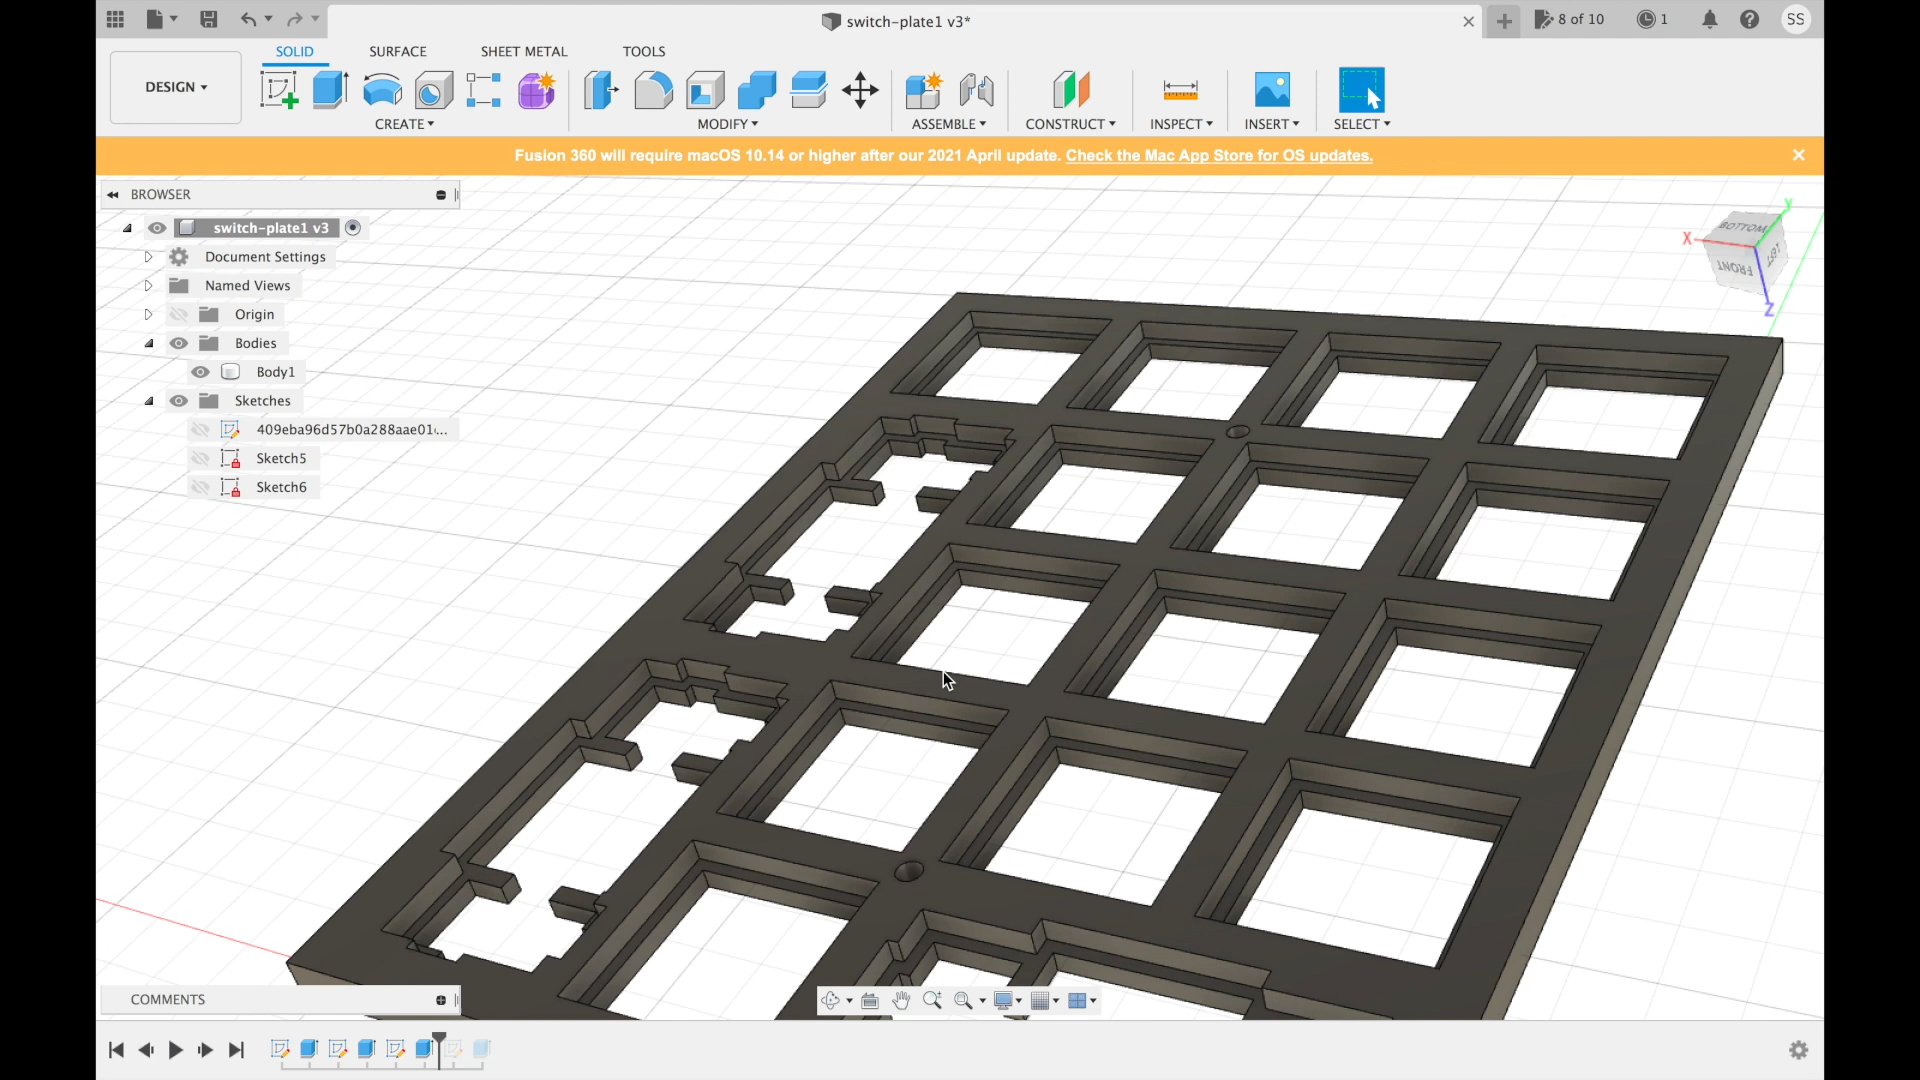 switch-plate1 v3*
8 of 10
1
SS
DESIGN
SOLID
SURFACE
SHEET METAL
TOOLS
CREATE
MODIFY
ASSEMBLE
CONSTRUCT
INSPECT
INSERT
SELECT
Fusion 360 will require macOS 10.14 or higher after our 2021 April update. Check the Mac App Store for OS updates.
BROWSER
switch-plate1 v3
Document Settings
Named Views
Origin
Bodies
Body1
Sketches
409eba96d57b0a288aae01...
Sketch5
Sketch6
X
Y
Z
BOTTOM
FRONT
LEFT
COMMENTS